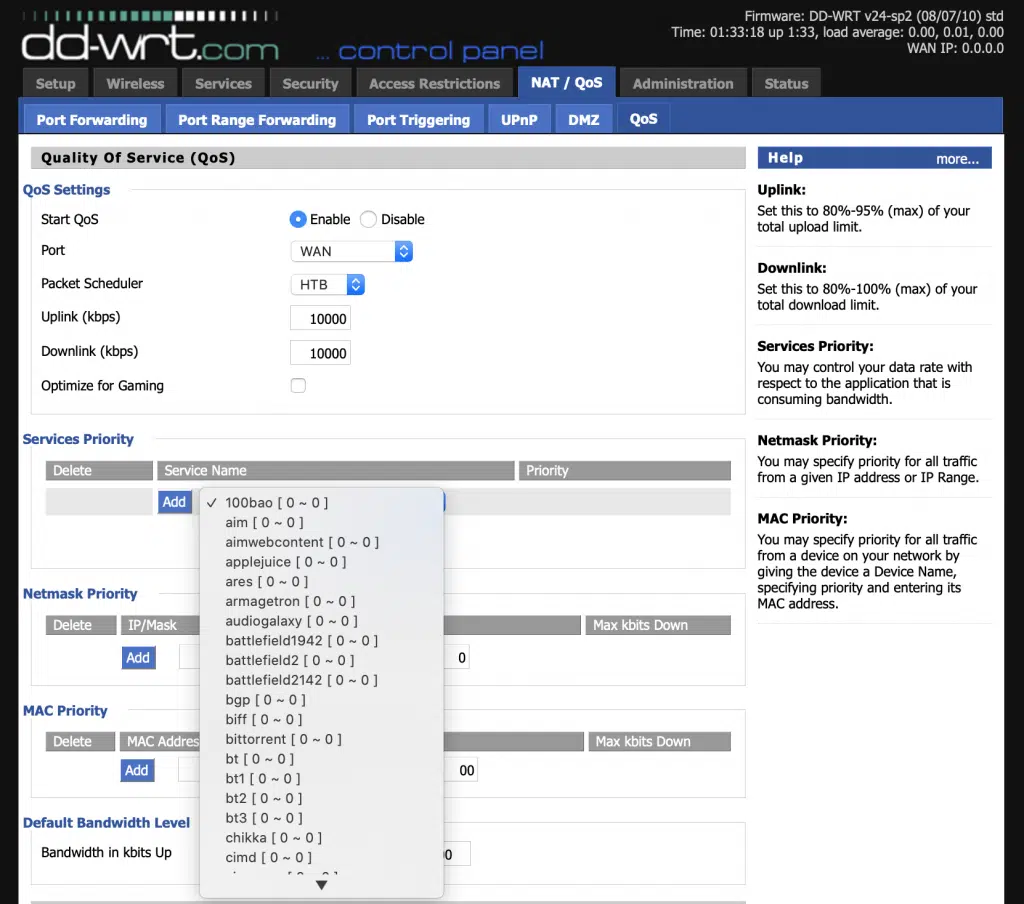 dd-wrt.com ... control panel
Firmware: DD-WRT v24-sp2 (08/07/10) std
Time: 01:33:18 up 1:33, load average: 0.00, 0.01, 0.00
WAN IP: 0.0.0.0
Setup Wireless Services Security Access Restrictions NAT / QoS Administration Status
Port Forwarding Port Range Forwarding Port Triggering UPnP DMZ QoS
Quality Of Service (QoS)
QoS Settings
Start QoS Enable Disable
Port WAN
Packet Scheduler HTB
Uplink (kbps) 10000
Downlink (kbps) 10000
Optimize for Gaming
Services Priority
Delete Service Name Priority
Add
✓ 100bao [ 0 ~ 0 ]
aim [ 0 ~ 0 ]
aimwebcontent [ 0 ~ 0 ]
applejuice [ 0 ~ 0 ]
ares [ 0 ~ 0 ]
armagetron [ 0 ~ 0 ]
audiogalaxy [ 0 ~ 0 ]
battlefield1942 [ 0 ~ 0 ]
battlefield2 [ 0 ~ 0 ]
battlefield2142 [ 0 ~ 0 ]
bgp [ 0 ~ 0 ]
biff [ 0 ~ 0 ]
bittorrent [ 0 ~ 0 ]
bt [ 0 ~ 0 ]
bt1 [ 0 ~ 0 ]
bt2 [ 0 ~ 0 ]
bt3 [ 0 ~ 0 ]
chikka [ 0 ~ 0 ]
cimd [ 0 ~ 0 ]
Netmask Priority
Delete IP/Mask Max kbits Down
Add 0
MAC Priority
Delete MAC Addres Max kbits Down
Add 00
Default Bandwidth Level
Bandwidth in kbits Up 0
Help more...
Uplink:
Set this to 80%-95% (max) of your
total upload limit.
Downlink:
Set this to 80%-100% (max) of your
total download limit.
Services Priority:
You may control your data rate with
respect to the application that is
consuming bandwidth.
Netmask Priority:
You may specify priority for all traffic
from a given IP address or IP Range.
MAC Priority:
You may specify priority for all traffic
from a device on your network by
giving the device a Device Name,
specifying priority and entering its
MAC address.